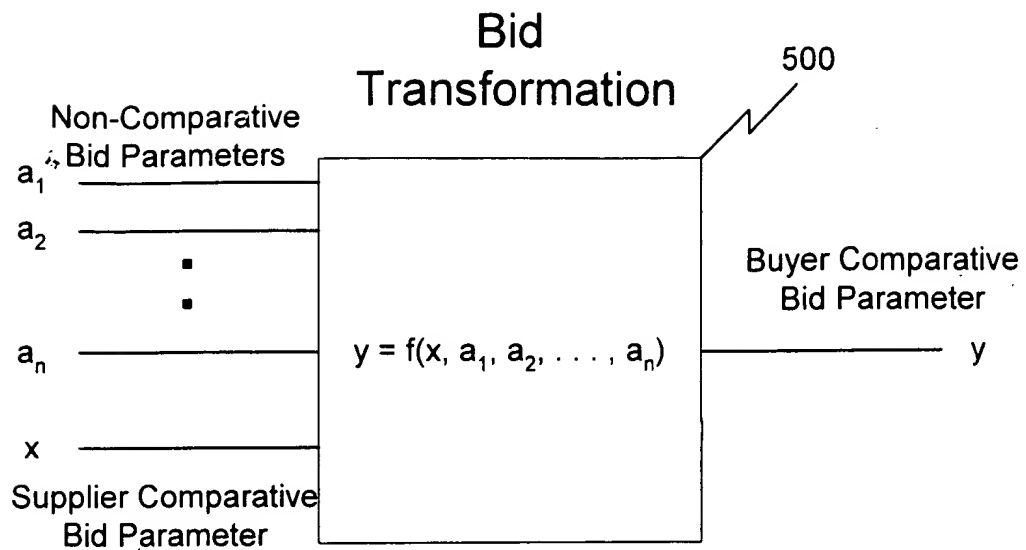 Bid
Transformation
500
Non-Comparative
Bid Parameters
a₁
a₂
aₙ
x
Supplier Comparative
Bid Parameter
y = f(x, a₁, a₂, . . . , aₙ)
Buyer Comparative
Bid Parameter
y